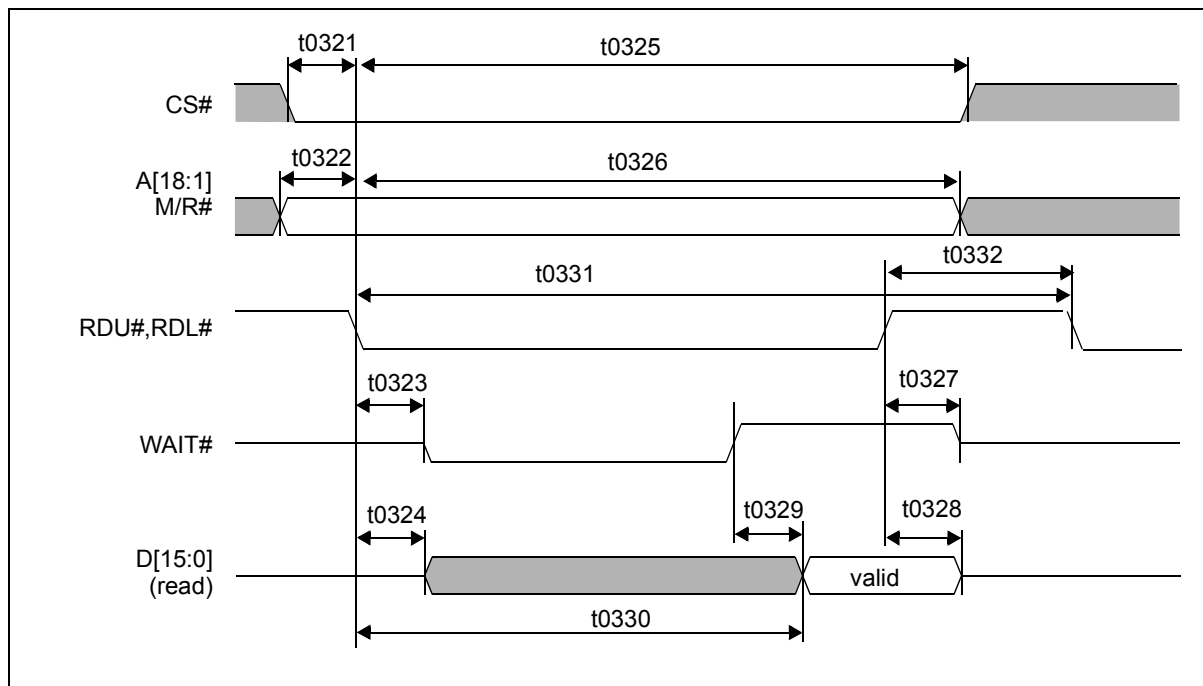 t0321
t0325
CS#
t0322
t0326
A[18:1]
M/R#
t0332
t0331
RDU#,RDL#
t0323
t0327
WAIT#
t0324
t0329
t0328
D[15:0]
(read)
valid
t0330